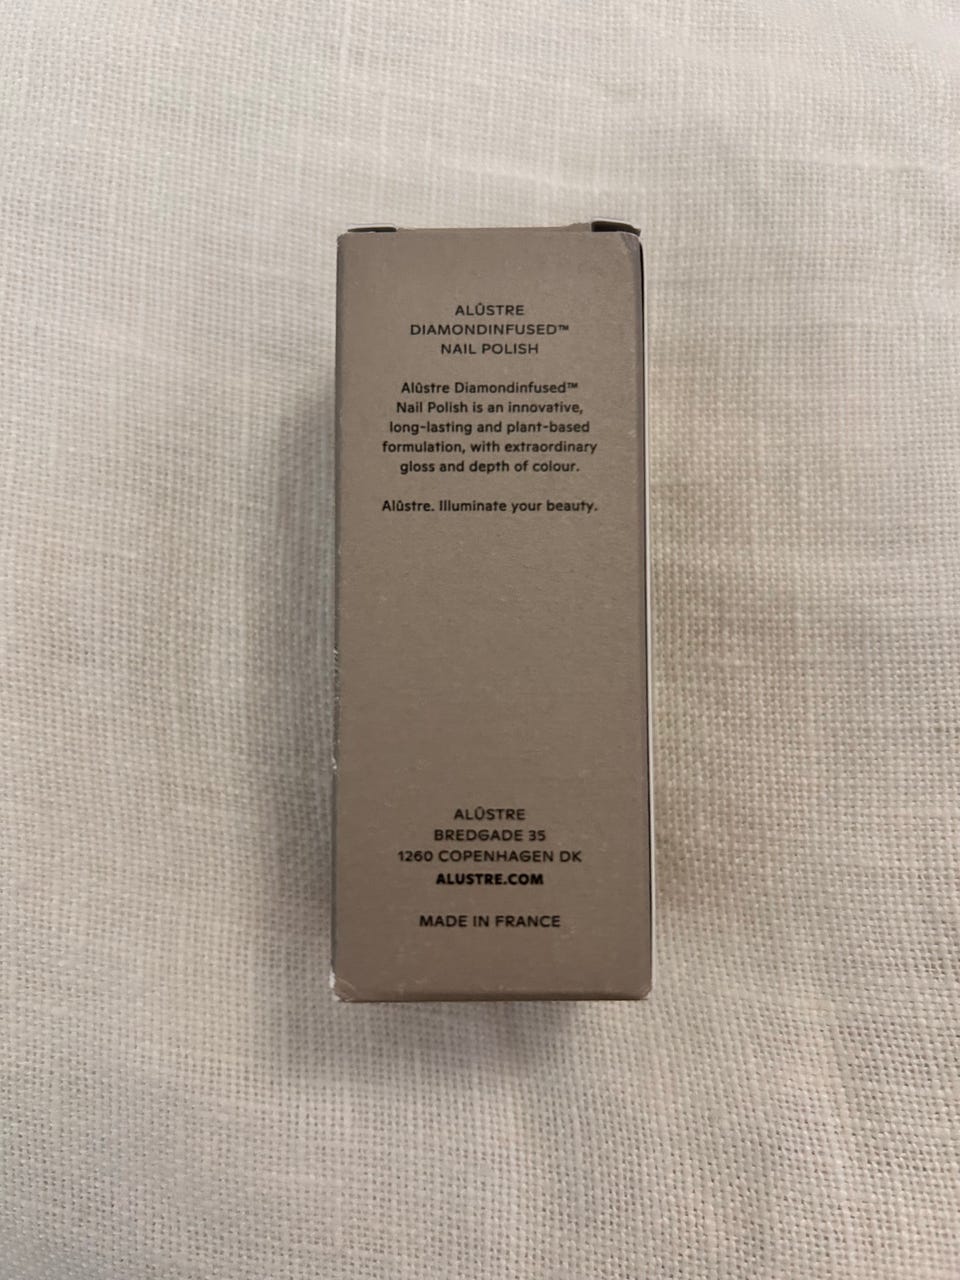 ALÛSTRE
DIAMONDINFUSED™
NAIL POLISH
Alûstre Diamondinfused™
Nail Polish is an innovative,
long-lasting and plant-based
formulation, with extraordinary
gloss and depth of colour.
Alûstre. Illuminate your beauty.
ALÛSTRE
BREDGADE 35
1260 COPENHAGEN DK
ALUSTRE.COM
MADE IN FRANCE